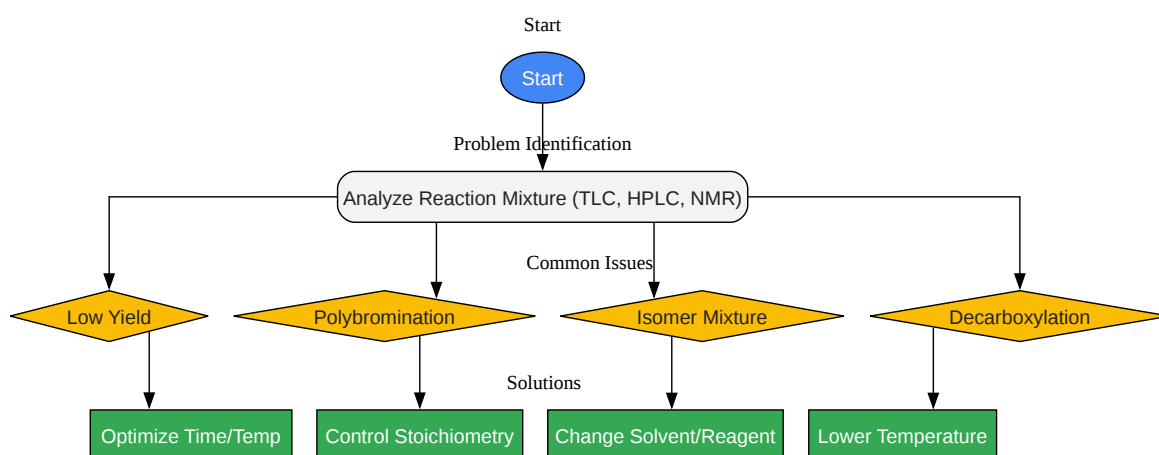 Start
Start
Problem Identification
Analyze Reaction Mixture (TLC, HPLC, NMR)
Common Issues
Low Yield
Polybromination
Isomer Mixture
Decarboxylation
Solutions
Optimize Time/Temp
Control Stoichiometry
Change Solvent/Reagent
Lower Temperature